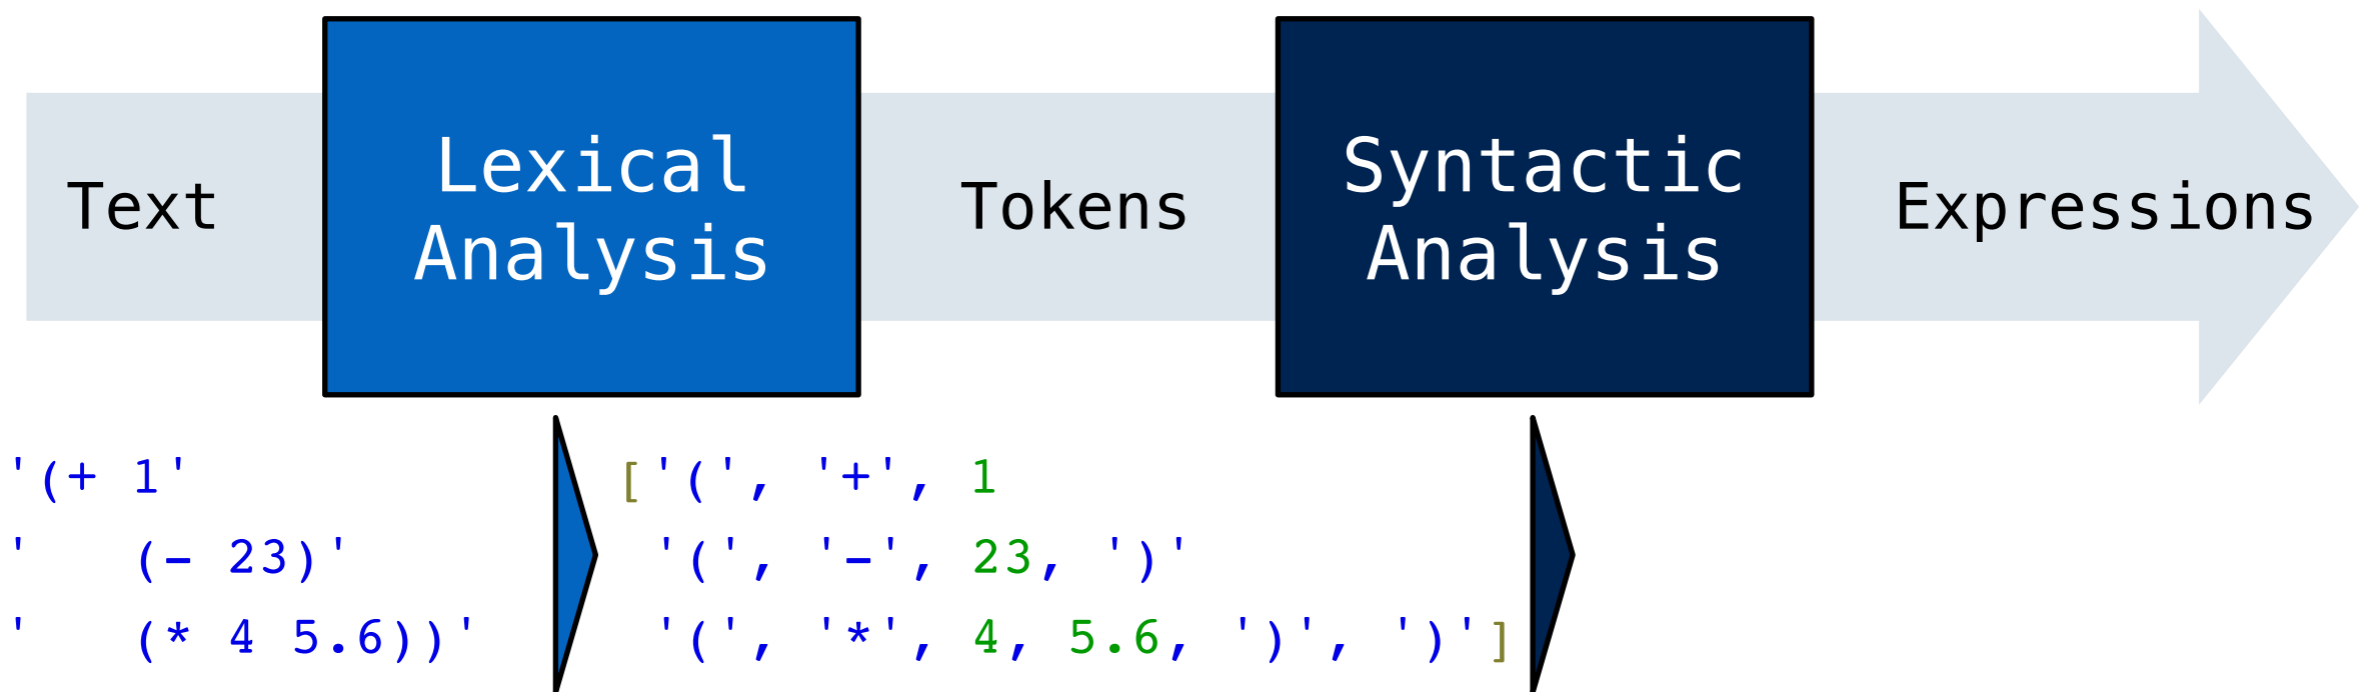 Text
Lexical
Analysis
Tokens
Syntactic
Analysis
Expressions
'(+ 1'
'   (- 23)'
'   (* 4 5.6))'
['(', '+', 1
'(', '-', 23, ')'
'(', '*', 4, 5.6, ')', ')']